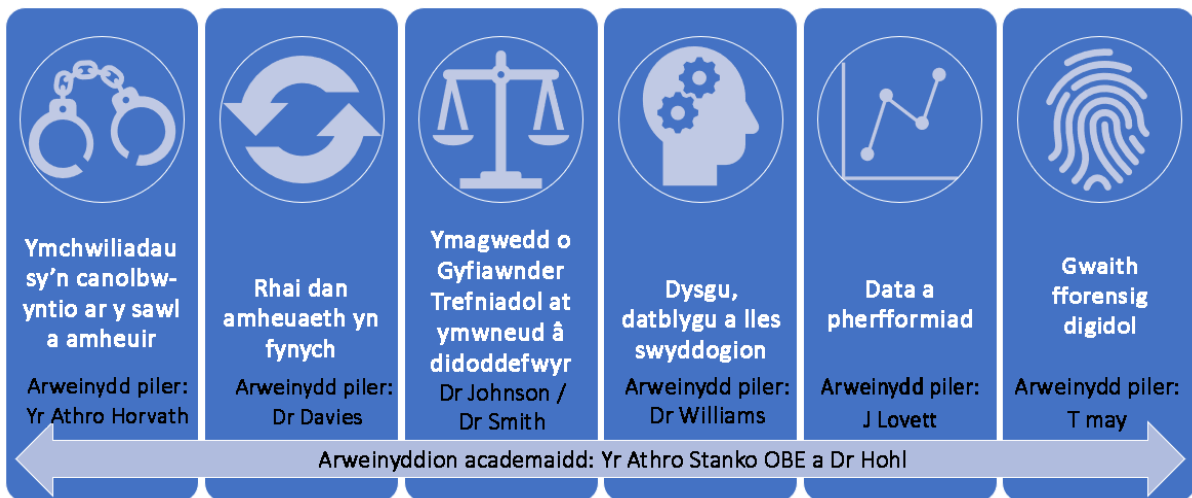 Ymchwiliadau
sy'n canolbw-
yntio ar y sawl
a amheuir
Arweinydd piler:
Yr Athro Horvath
Rhai dan
amheuaeth yn
fynych
Arweinydd piler:
Dr Davies
Ymagwedd o
Gyfiawnder
Trefniadol at
ymwneud â
didoddefwyr
Dr Johnson /
Dr Smith
Dysgu,
datblygu a lles
swyddogion
Arweinydd piler:
Dr Williams
Data a
pherfformiad
Arweinydd piler:
J Lovett
Gwaith
fforensig
digidol
Arweinydd piler:
T may
Arweinyddion academaidd: Yr Athro Stanko OBE a Dr Hohl